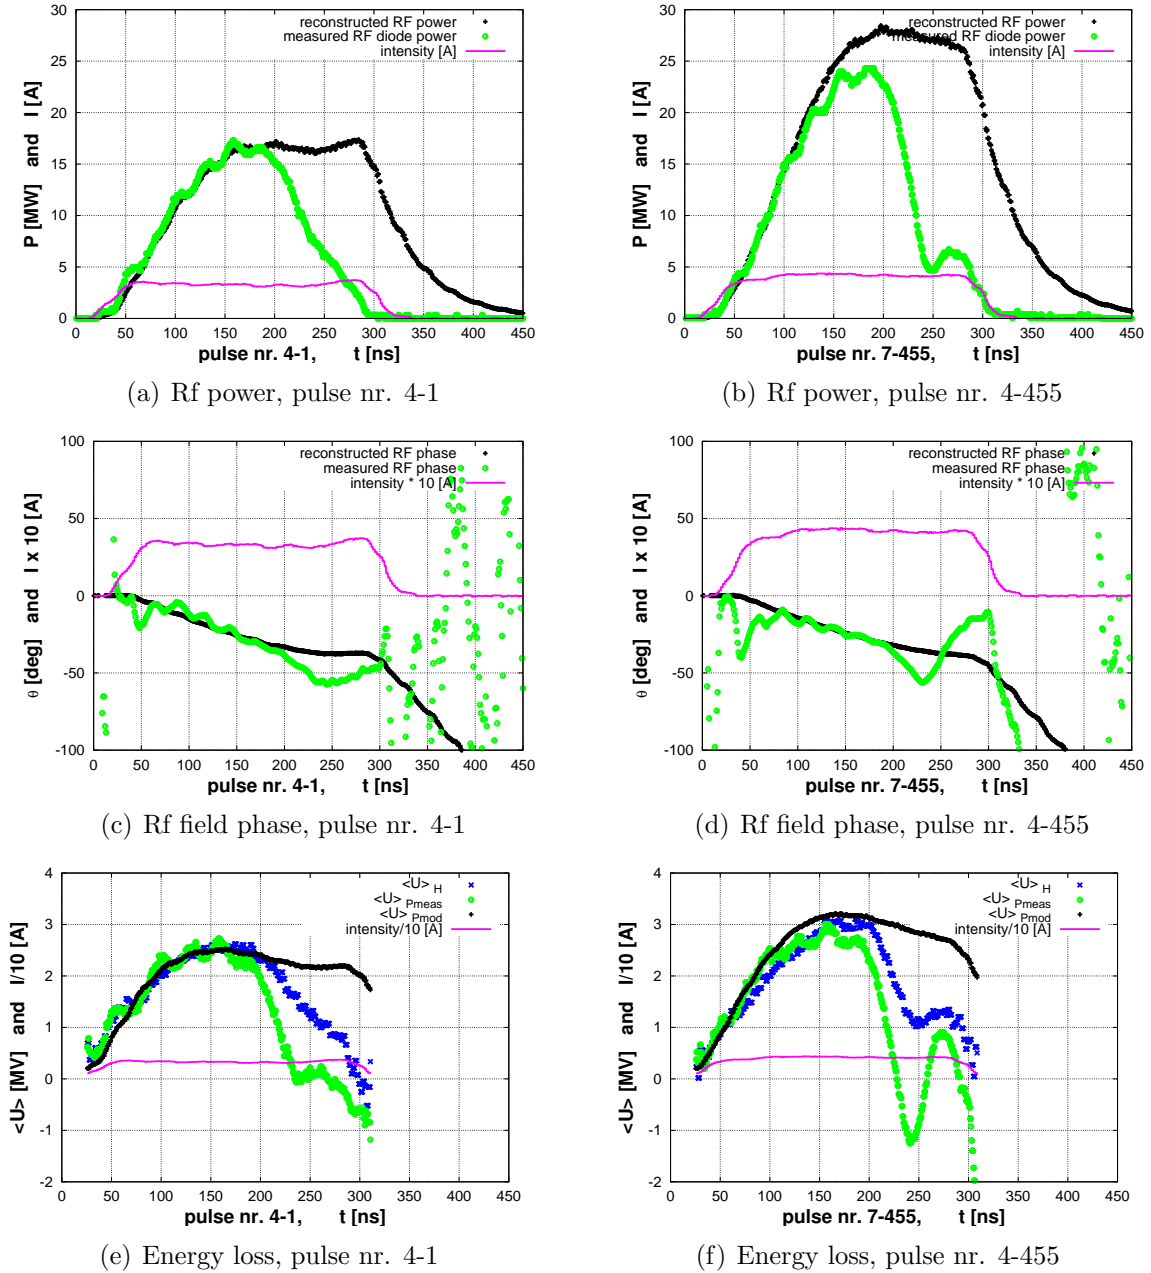 30
25
20
15
10
5
0
0 50 100 150 200 250 300 350 400 450
P [MW] and I [A]
reconstructed RF power
measured RF diode power
intensity [A]
pulse nr. 4-1, t [ns]
(a) Rf power, pulse nr. 4-1
30
25
20
15
10
5
0
0 50 100 150 200 250 300 350 400 450
P [MW] and I [A]
reconstructed RF power
measured RF diode power
intensity [A]
pulse nr. 7-455, t [ns]
(b) Rf power, pulse nr. 4-455
100
50
0
-50
-100
0 50 100 150 200 250 300 350 400 450
θ [deg] and I x 10 [A]
reconstructed RF phase
measured RF phase
intensity * 10 [A]
pulse nr. 4-1, t [ns]
(c) Rf field phase, pulse nr. 4-1
100
50
0
-50
-100
0 50 100 150 200 250 300 350 400 450
θ [deg] and I x 10 [A]
reconstructed RF phase
measured RF phase
intensity * 10 [A]
pulse nr. 7-455, t [ns]
(d) Rf field phase, pulse nr. 4-455
4
3
2
1
0
-1
-2
0 50 100 150 200 250 300 350 400 450
<U> [MV] and I/10 [A]
<U> H
<U> Pmeas
<U> Pmod
intensity/10 [A]
pulse nr. 4-1, t [ns]
(e) Energy loss, pulse nr. 4-1
4
3
2
1
0
-1
-2
0 50 100 150 200 250 300 350 400 450
<U> [MV] and I/10 [A]
<U> H
<U> Pmeas
<U> Pmod
intensity/10 [A]
pulse nr. 7-455, t [ns]
(f) Energy loss, pulse nr. 4-455